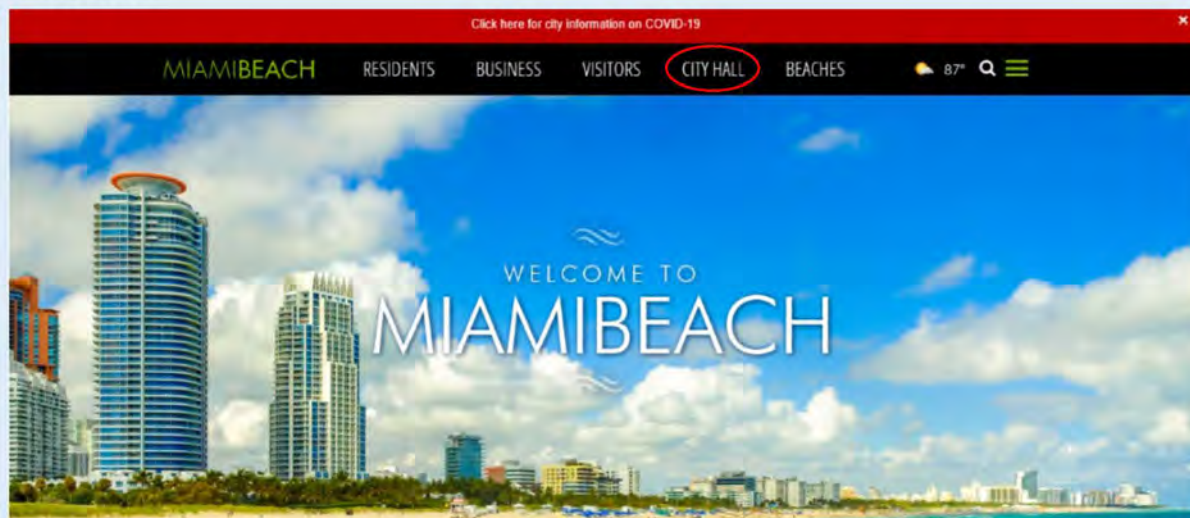 Click here for city information on COVID-19 ×
MIAMIBEACH RESIDENTS BUSINESS VISITORS CITY HALL BEACHES 87°
WELCOME TO
MIAMIBEACH